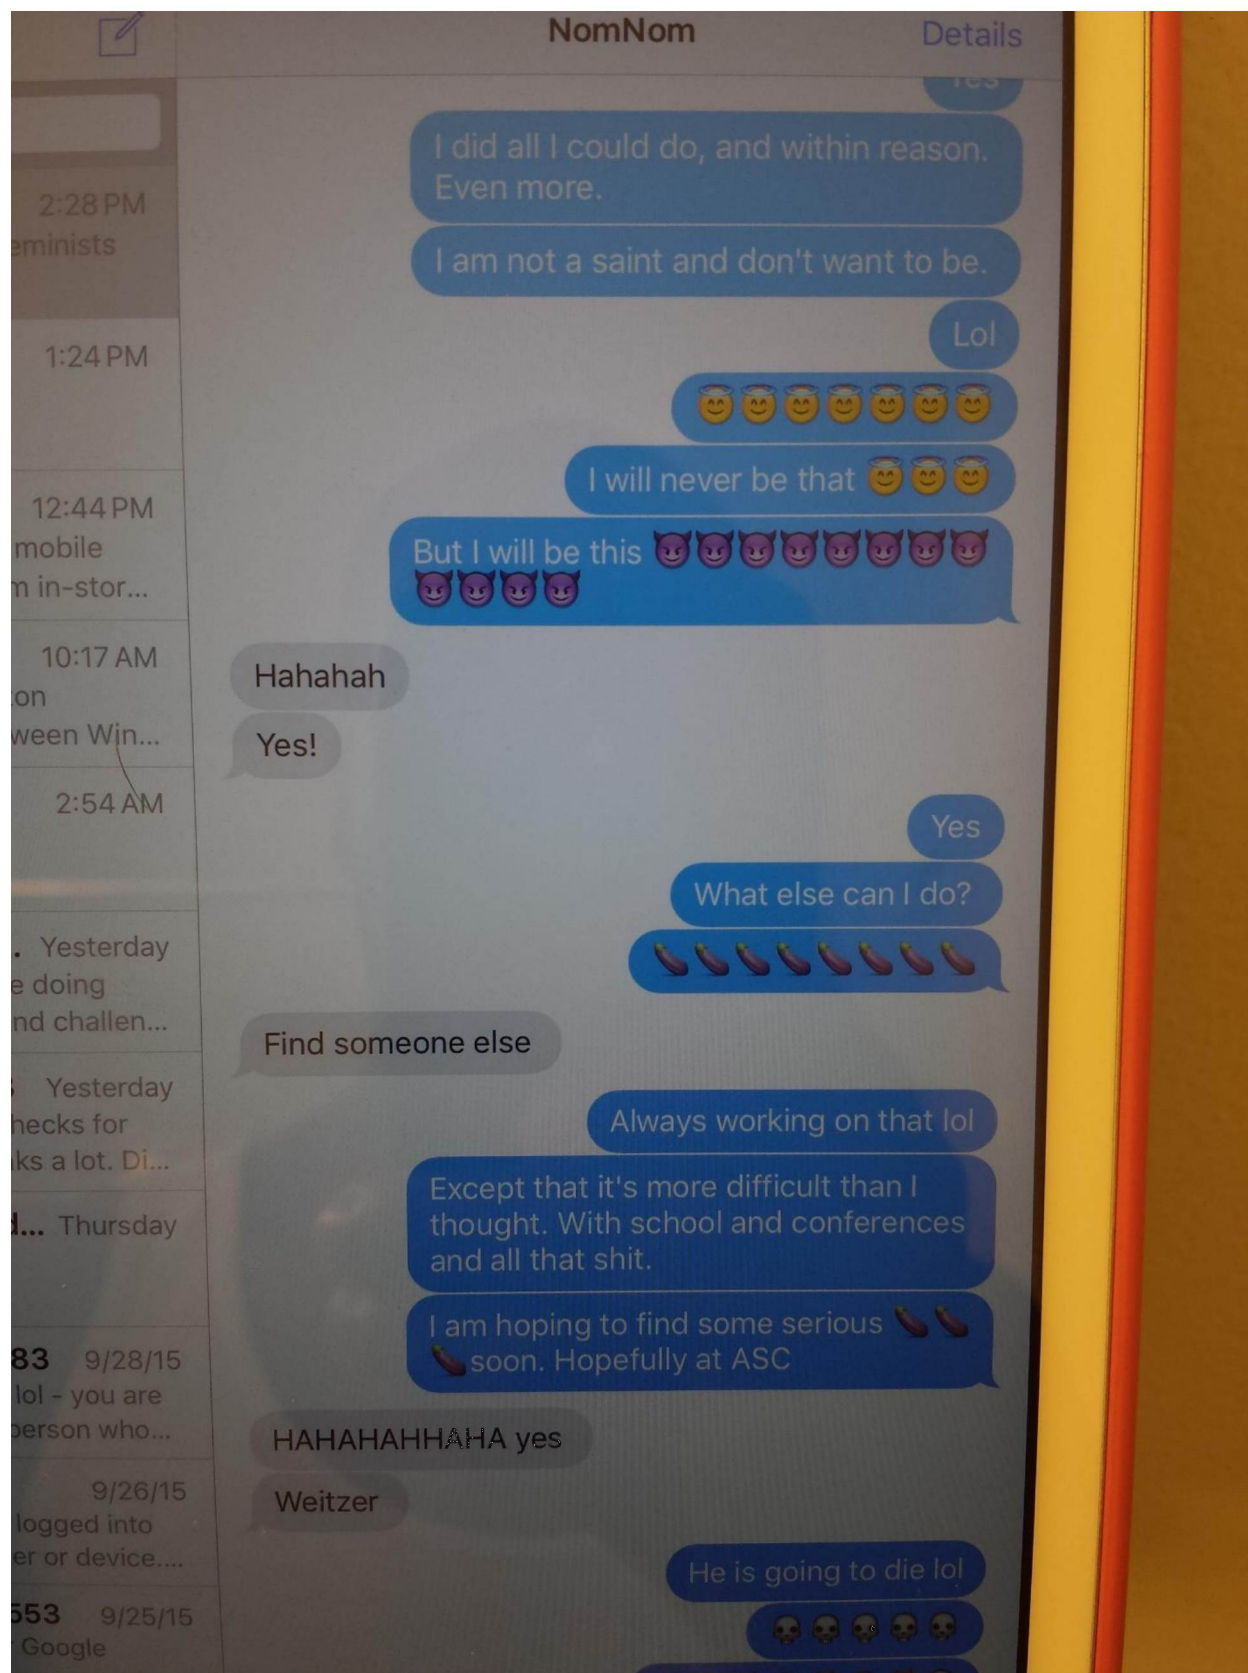 NomNom
Details
Yes
I did all I could do, and within reason.
Even more.
I am not a saint and don't want to be.
Lol
😇😇😇😇😇😇😇
I will never be that 😇😇😇
But I will be this 😈😈😈😈😈😈😈😈
😈😈😈😈
Hahahah
Yes!
Yes
What else can I do?
🍆🍆🍆🍆🍆🍆🍆🍆
Find someone else
Always working on that lol
Except that it's more difficult than I
thought. With school and conferences
and all that shit.
I am hoping to find some serious 🍆🍆
🍆 soon. Hopefully at ASC
HAHAHAHHAHA yes
Weitzer
He is going to die lol
💀💀💀💀💀
2:28 PM
eminists
1:24 PM
12:44 PM
mobile
m in-stor...
10:17 AM
on
ween Win...
2:54 AM
. Yesterday
e doing
nd challen...
Yesterday
hecks for
ks a lot. Di...
d... Thursday
83 9/28/15
lol - you are
person who...
9/26/15
logged into
er or device....
553 9/25/15
Google